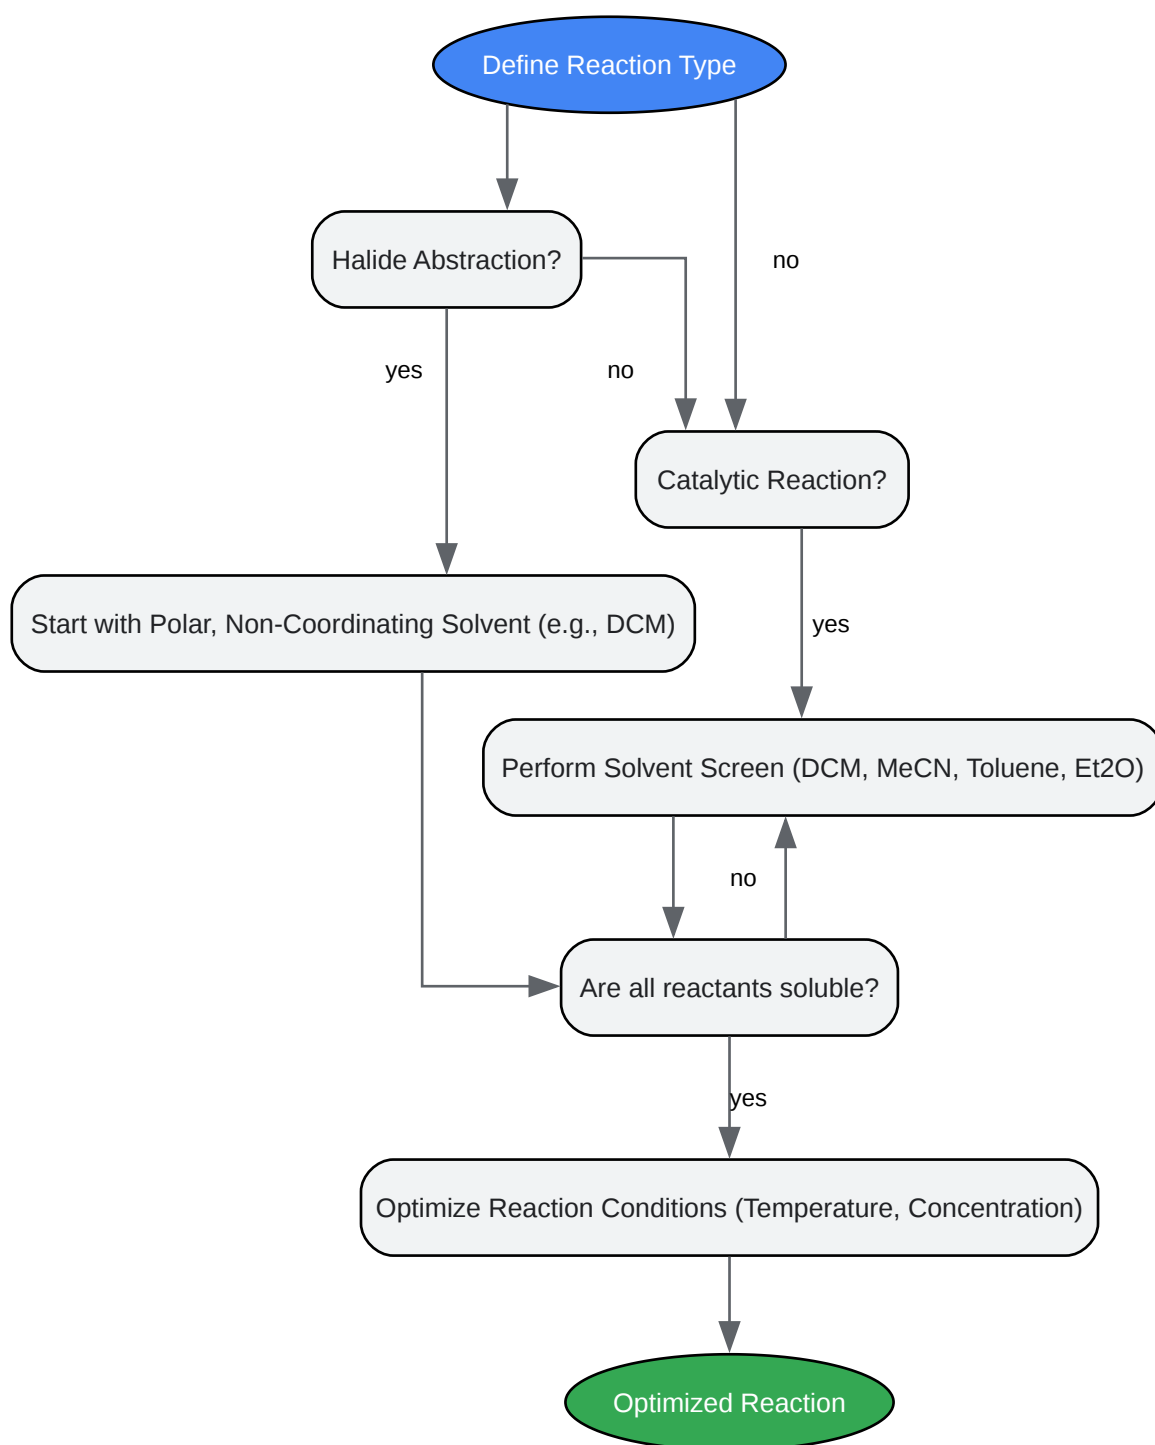 Define Reaction Type
Halide Abstraction?
no
yes
no
Catalytic Reaction?
Start with Polar, Non-Coordinating Solvent (e.g., DCM)
yes
Perform Solvent Screen (DCM, MeCN, Toluene, Et2O)
no
Are all reactants soluble?
yes
Optimize Reaction Conditions (Temperature, Concentration)
Optimized Reaction